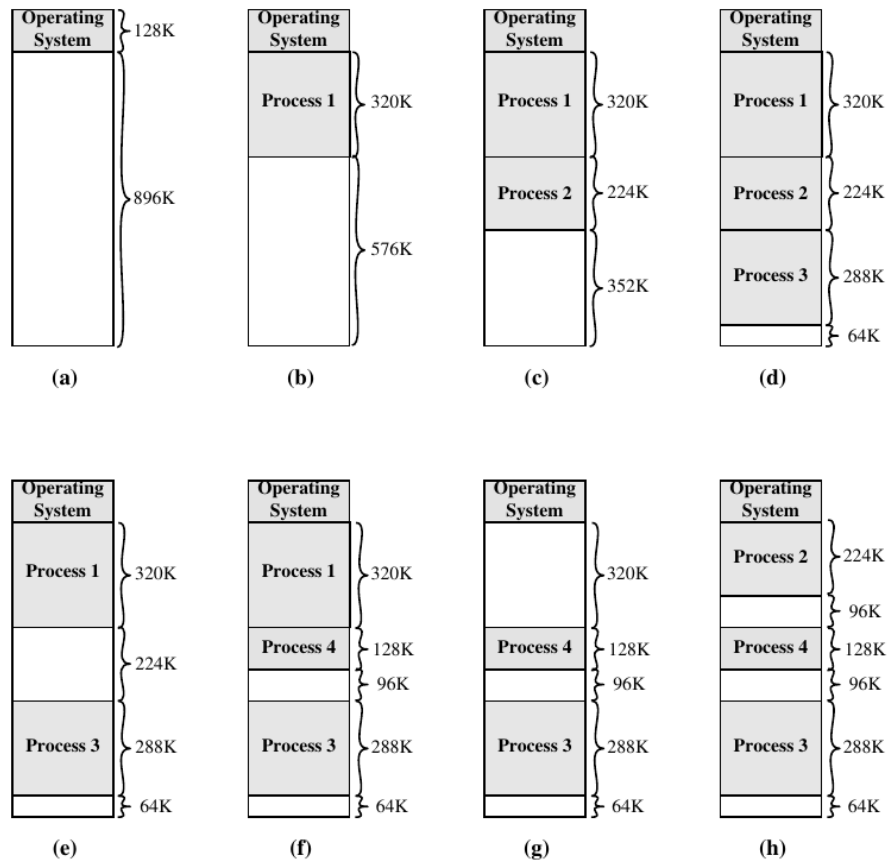 Operating
System
128K
896K
(a)
Operating
System
Process 1
320K
576K
(b)
Operating
System
Process 1
320K
Process 2
224K
352K
(c)
Operating
System
Process 1
320K
Process 2
224K
Process 3
288K
64K
(d)
Operating
System
Process 1
320K
224K
Process 3
288K
64K
(e)
Operating
System
Process 1
320K
Process 4
128K
96K
Process 3
288K
64K
(f)
Operating
System
320K
Process 4
128K
96K
Process 3
288K
64K
(g)
Operating
System
Process 2
224K
96K
Process 4
128K
96K
Process 3
288K
64K
(h)